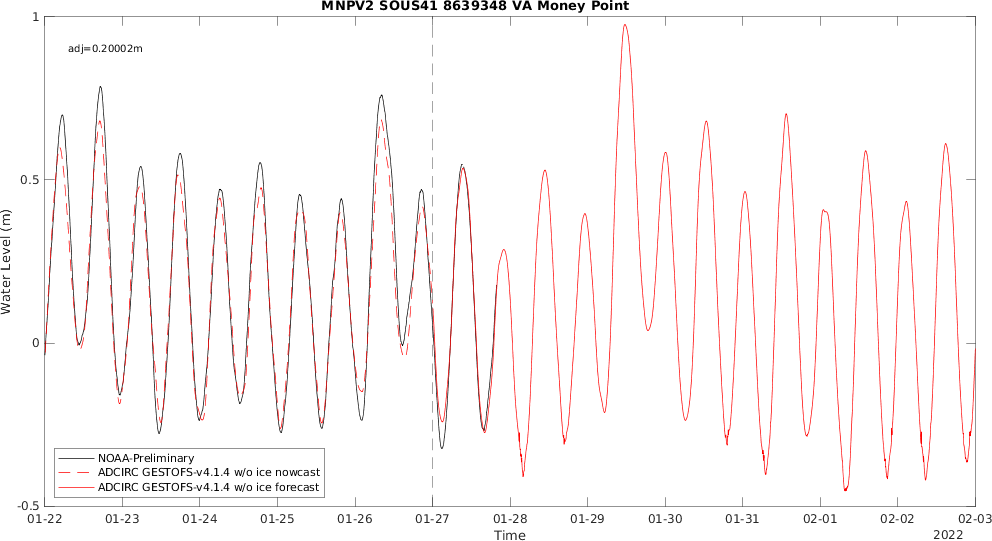 MNPV2 SOUS41 8639348 VA Money Point
adj=0.20002m
1
0.5
0
-0.5
Water Level (m)
NOAA-Preliminary
ADCIRC GESTOFS-v4.1.4 w/o ice nowcast
ADCIRC GESTOFS-v4.1.4 w/o ice forecast
01-22 01-23 01-24 01-25 01-26 01-27 01-28 01-29 01-30 01-31 02-01 02-02 02-03
Time
2022